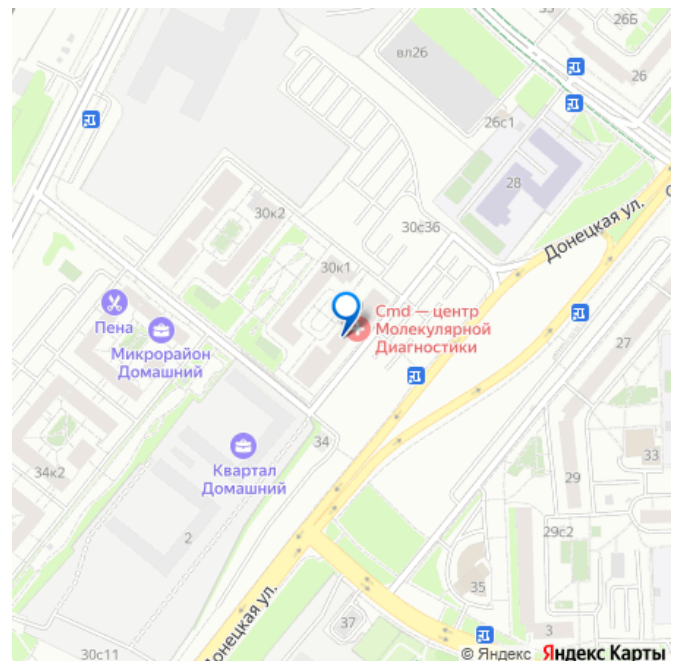 26Б
вл26
26
26с1
28
30к2
30с36
Донецкая ул.
30к1
Cmd — центр
Молекулярной
Диагностики
Пена
Микрорайон
Домашний
27
34
33
Квартал
Домашний
34к2
29
29с2
2
35
37
3
Донецкая ул.
30с11
© Яндекс Яндекс Карты